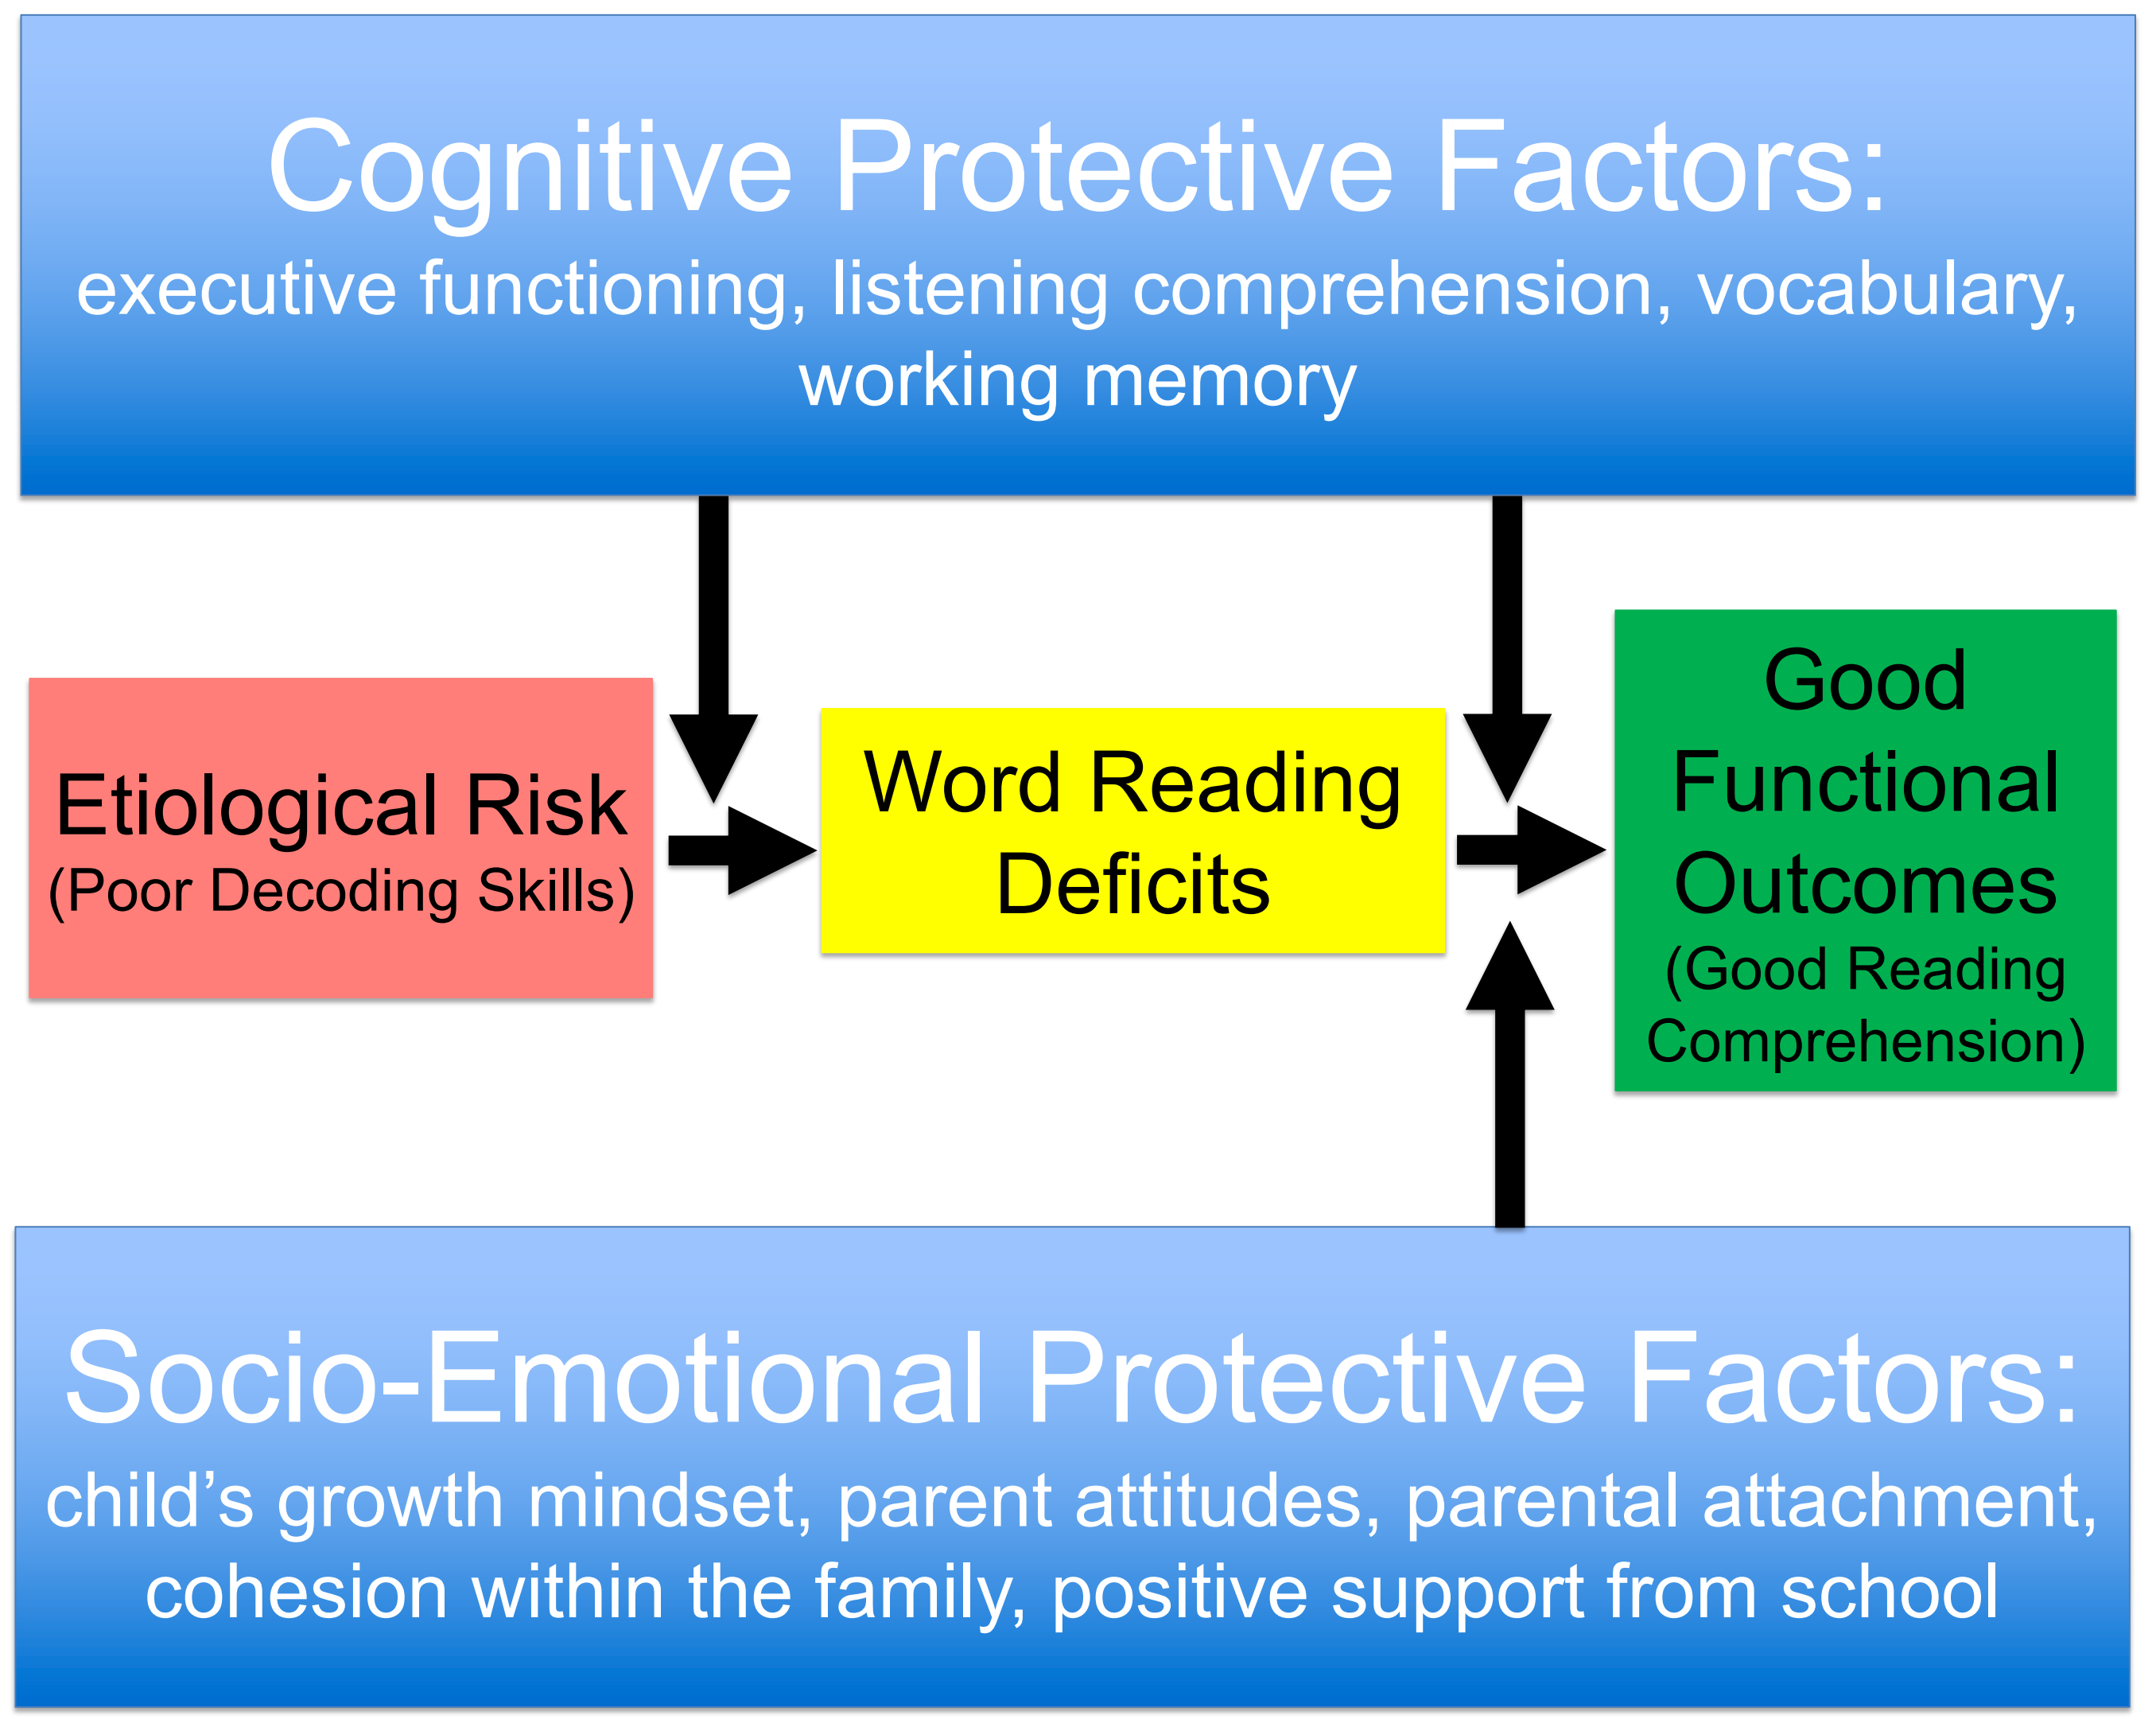 Cognitive Protective Factors:
executive functioning, listening comprehension, vocabulary,
working memory
Etiological Risk
(Poor Decoding Skills)
Word Reading
Deficits
Good
Functional
Outcomes
(Good Reading
Comprehension)
Socio-Emotional Protective Factors:
child’s growth mindset, parent attitudes, parental attachment,
cohesion within the family, positive support from school